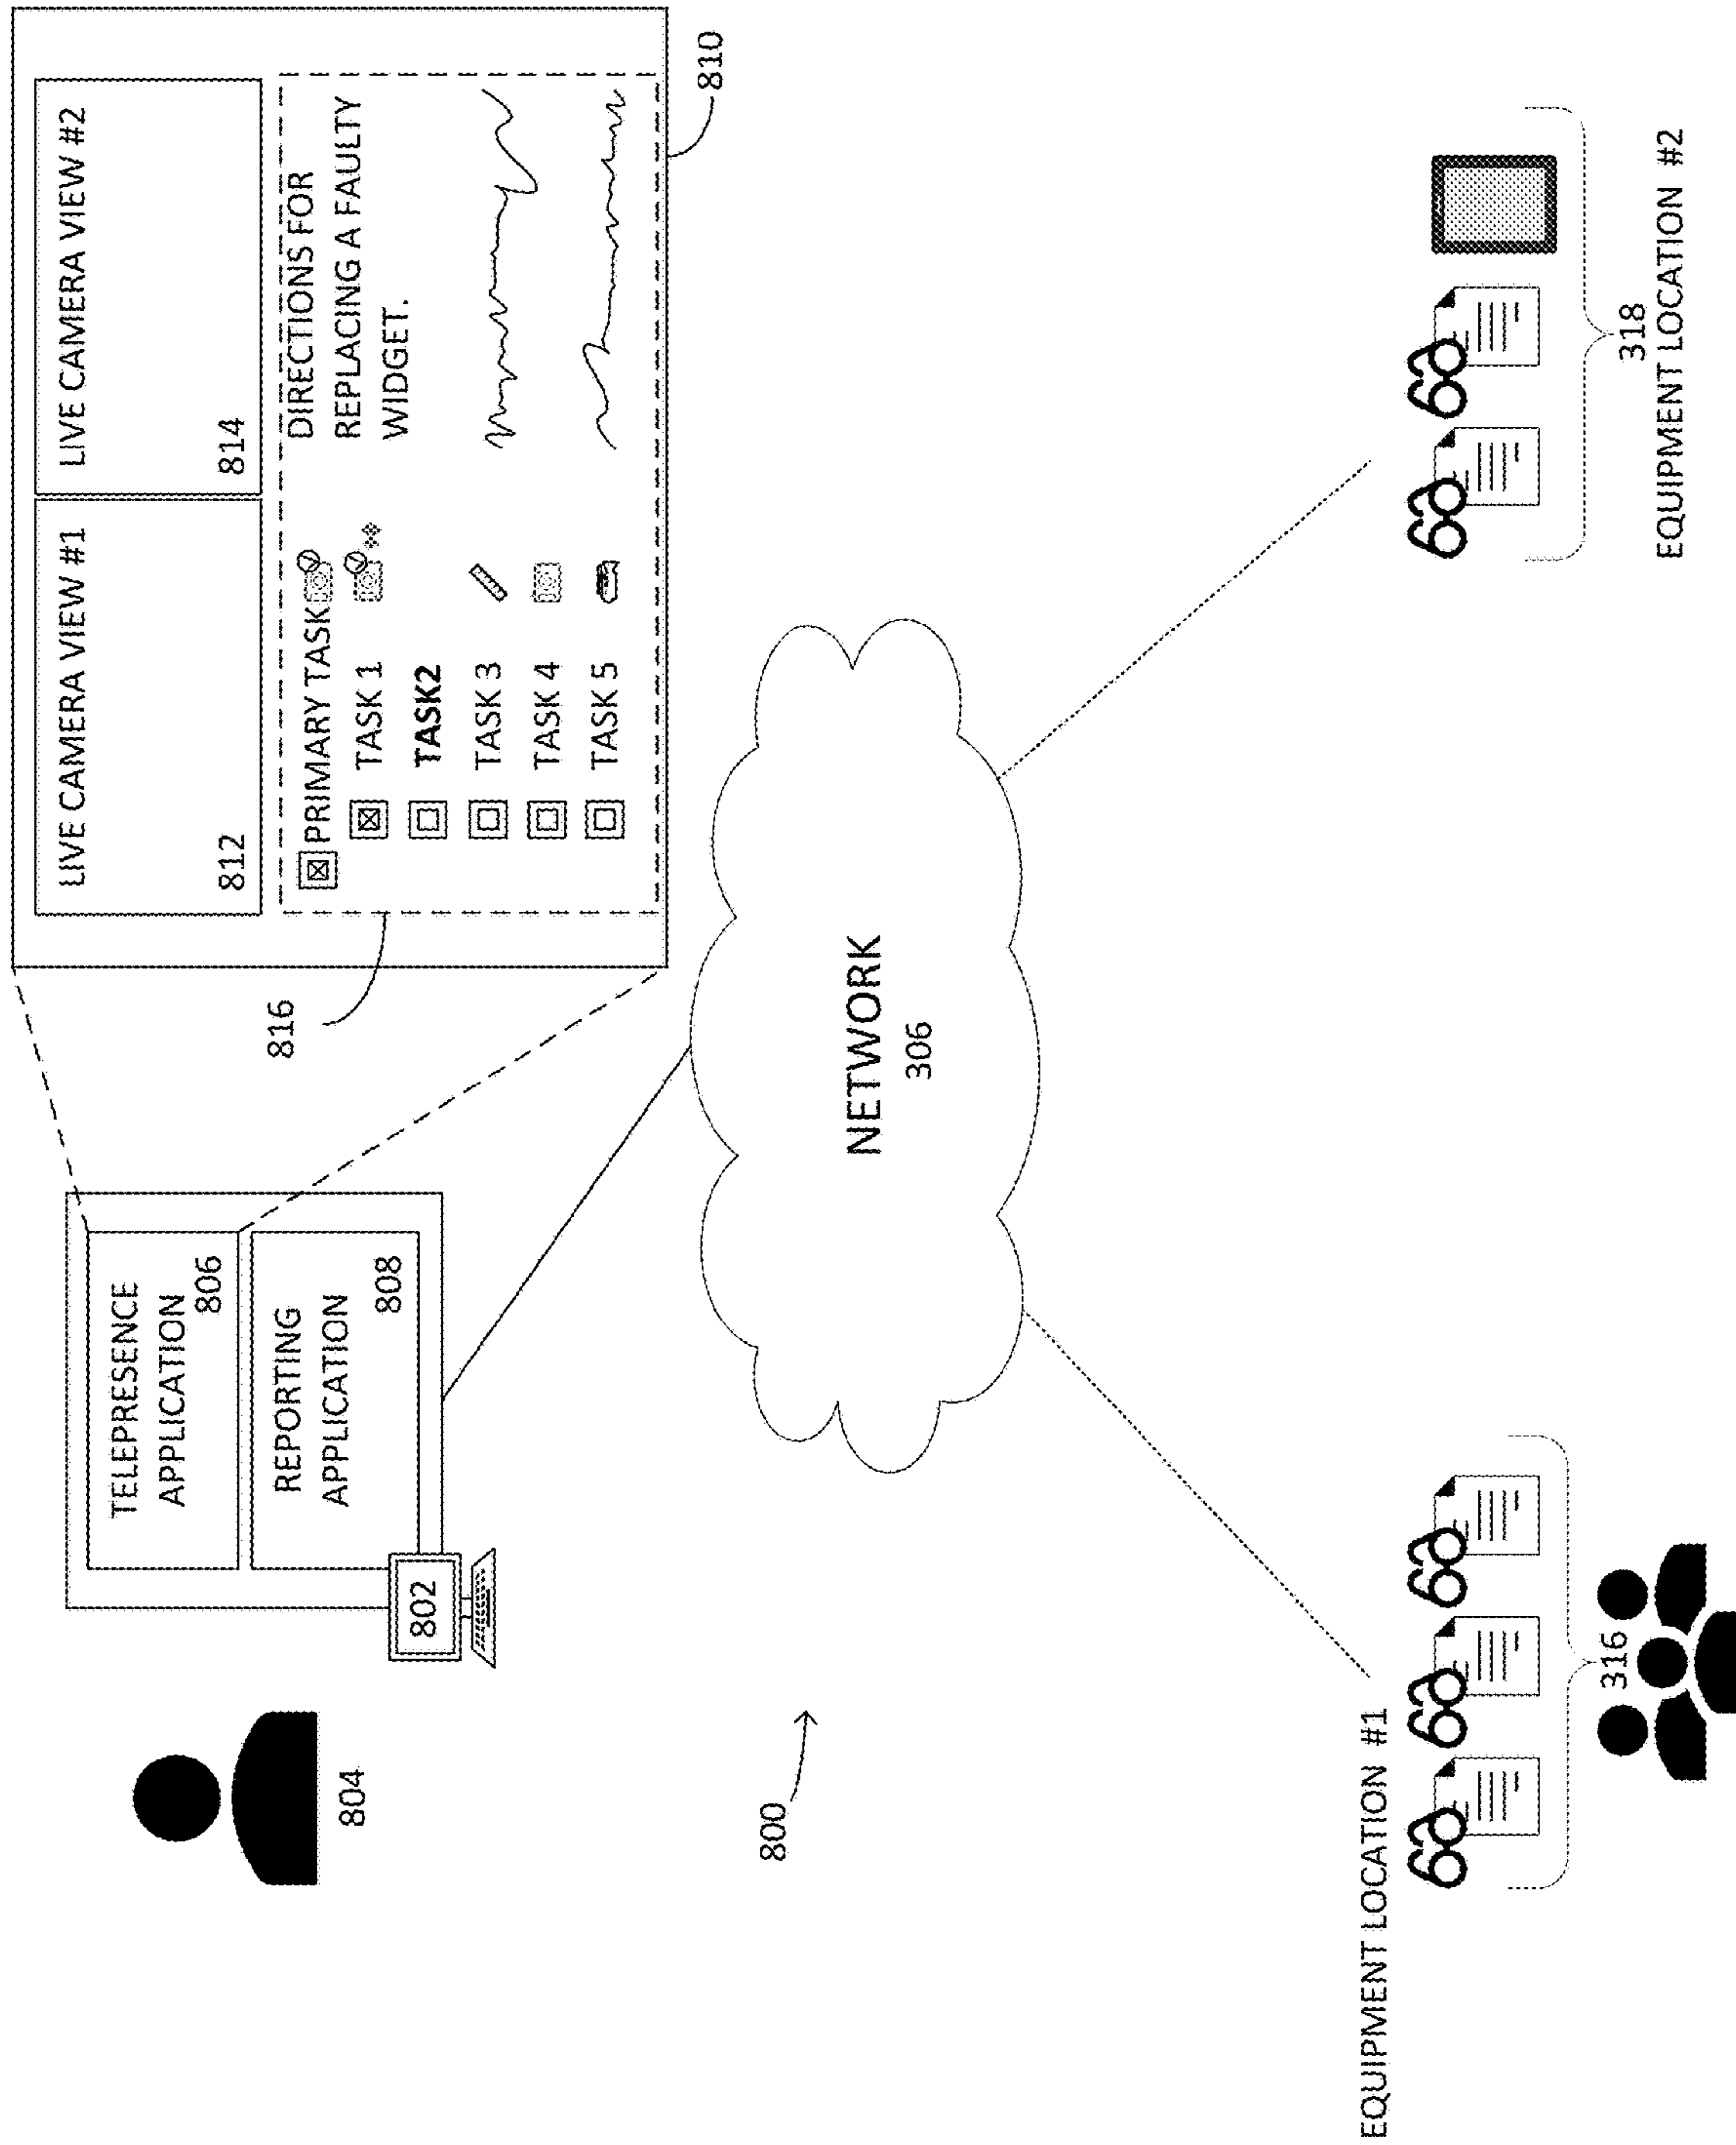 TELEPRESENCE
APPLICATION
806
REPORTING
APPLICATION
808
802
804
816
LIVE CAMERA VIEW #1
812
LIVE CAMERA VIEW #2
814
PRIMARY TASK
TASK 1
TASK2
TASK 3
TASK 4
TASK 5
DIRECTIONS FOR
REPLACING A FAULTY
WIDGET.
810
NETWORK
306
800
EQUIPMENT LOCATION #1
316
318
EQUIPMENT LOCATION #2